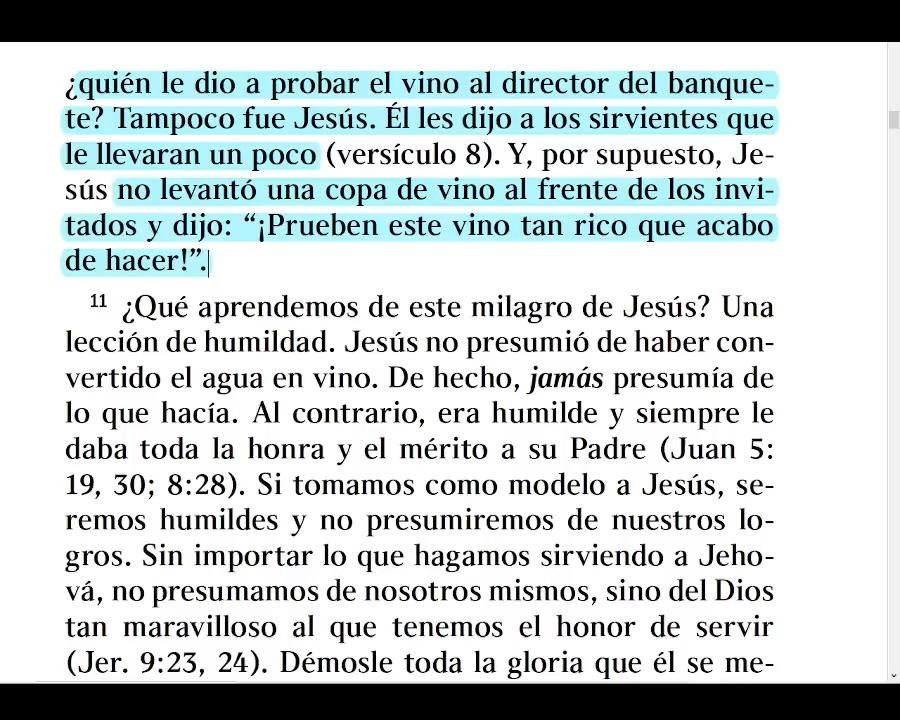 ¿quién le dio a probar el vino al director del banque-
te? Tampoco fue Jesús. Él les dijo a los sirvientes que
le llevaran un poco (versículo 8). Y, por supuesto, Je-
sús no levantó una copa de vino al frente de los invi-
tados y dijo: “¡Prueben este vino tan rico que acabo
de hacer!”.
11 ¿Qué aprendemos de este milagro de Jesús? Una
lección de humildad. Jesús no presumió de haber con-
vertido el agua en vino. De hecho, jamás presumía de
lo que hacía. Al contrario, era humilde y siempre le
daba toda la honra y el mérito a su Padre (Juan 5:
19, 30; 8:28). Si tomamos como modelo a Jesús, se-
remos humildes y no presumiremos de nuestros lo-
gros. Sin importar lo que hagamos sirviendo a Jeho-
vá, no presumamos de nosotros mismos, sino del Dios
tan maravilloso al que tenemos el honor de servir
(Jer. 9:23, 24). Démosle toda la gloria que él se me-